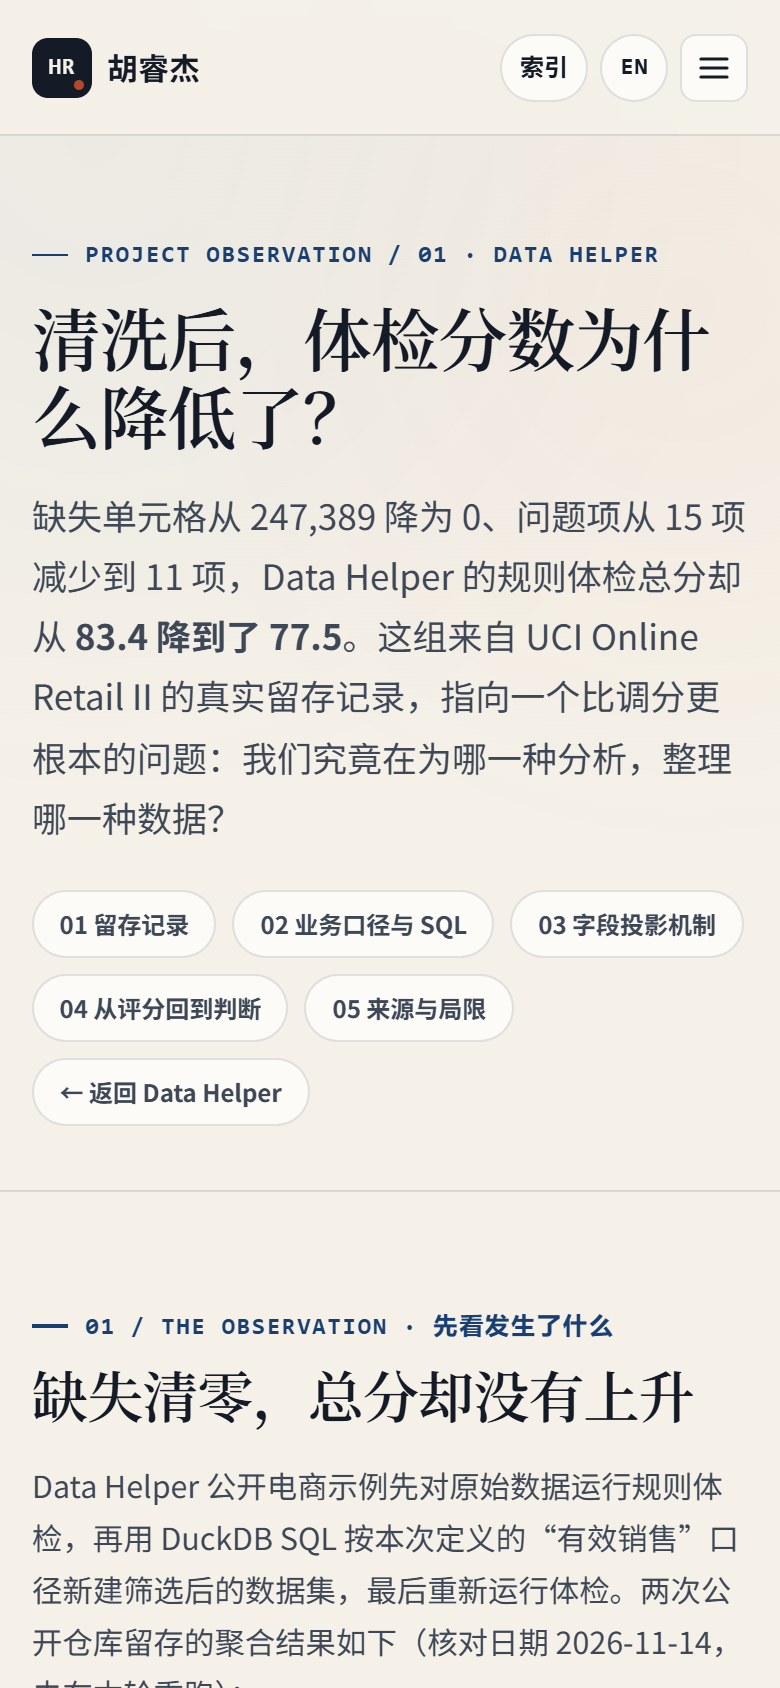 HR 胡睿杰 索引 EN
PROJECT OBSERVATION / 01 · DATA HELPER
清洗后，体检分数为什
么降低了？
缺失单元格从 247,389 降为 0、问题项从 15 项
减少到 11 项，Data Helper 的规则体检总分却
从 83.4 降到了 77.5。这组来自 UCI Online
Retail II 的真实留存记录，指向一个比调分更
根本的问题：我们究竟在为哪一种分析，整理
哪一种数据？
01 留存记录 02 业务口径与 SQL 03 字段投影机制
04 从评分回到判断 05 来源与局限
← 返回 Data Helper
01 / THE OBSERVATION · 先看发生了什么
缺失清零，总分却没有上升
Data Helper 公开电商示例先对原始数据运行规则体
检，再用 DuckDB SQL 按本次定义的“有效销售”口
径新建筛选后的数据集，最后重新运行体检。两次公
开仓库留存的聚合结果如下（核对日期 2026-11-14，